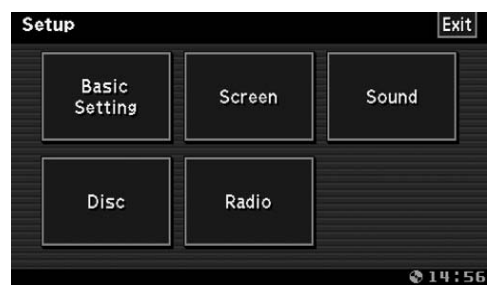 Setup
Exit
Basic
Setting
Screen
Sound
Disc
Radio
14:56